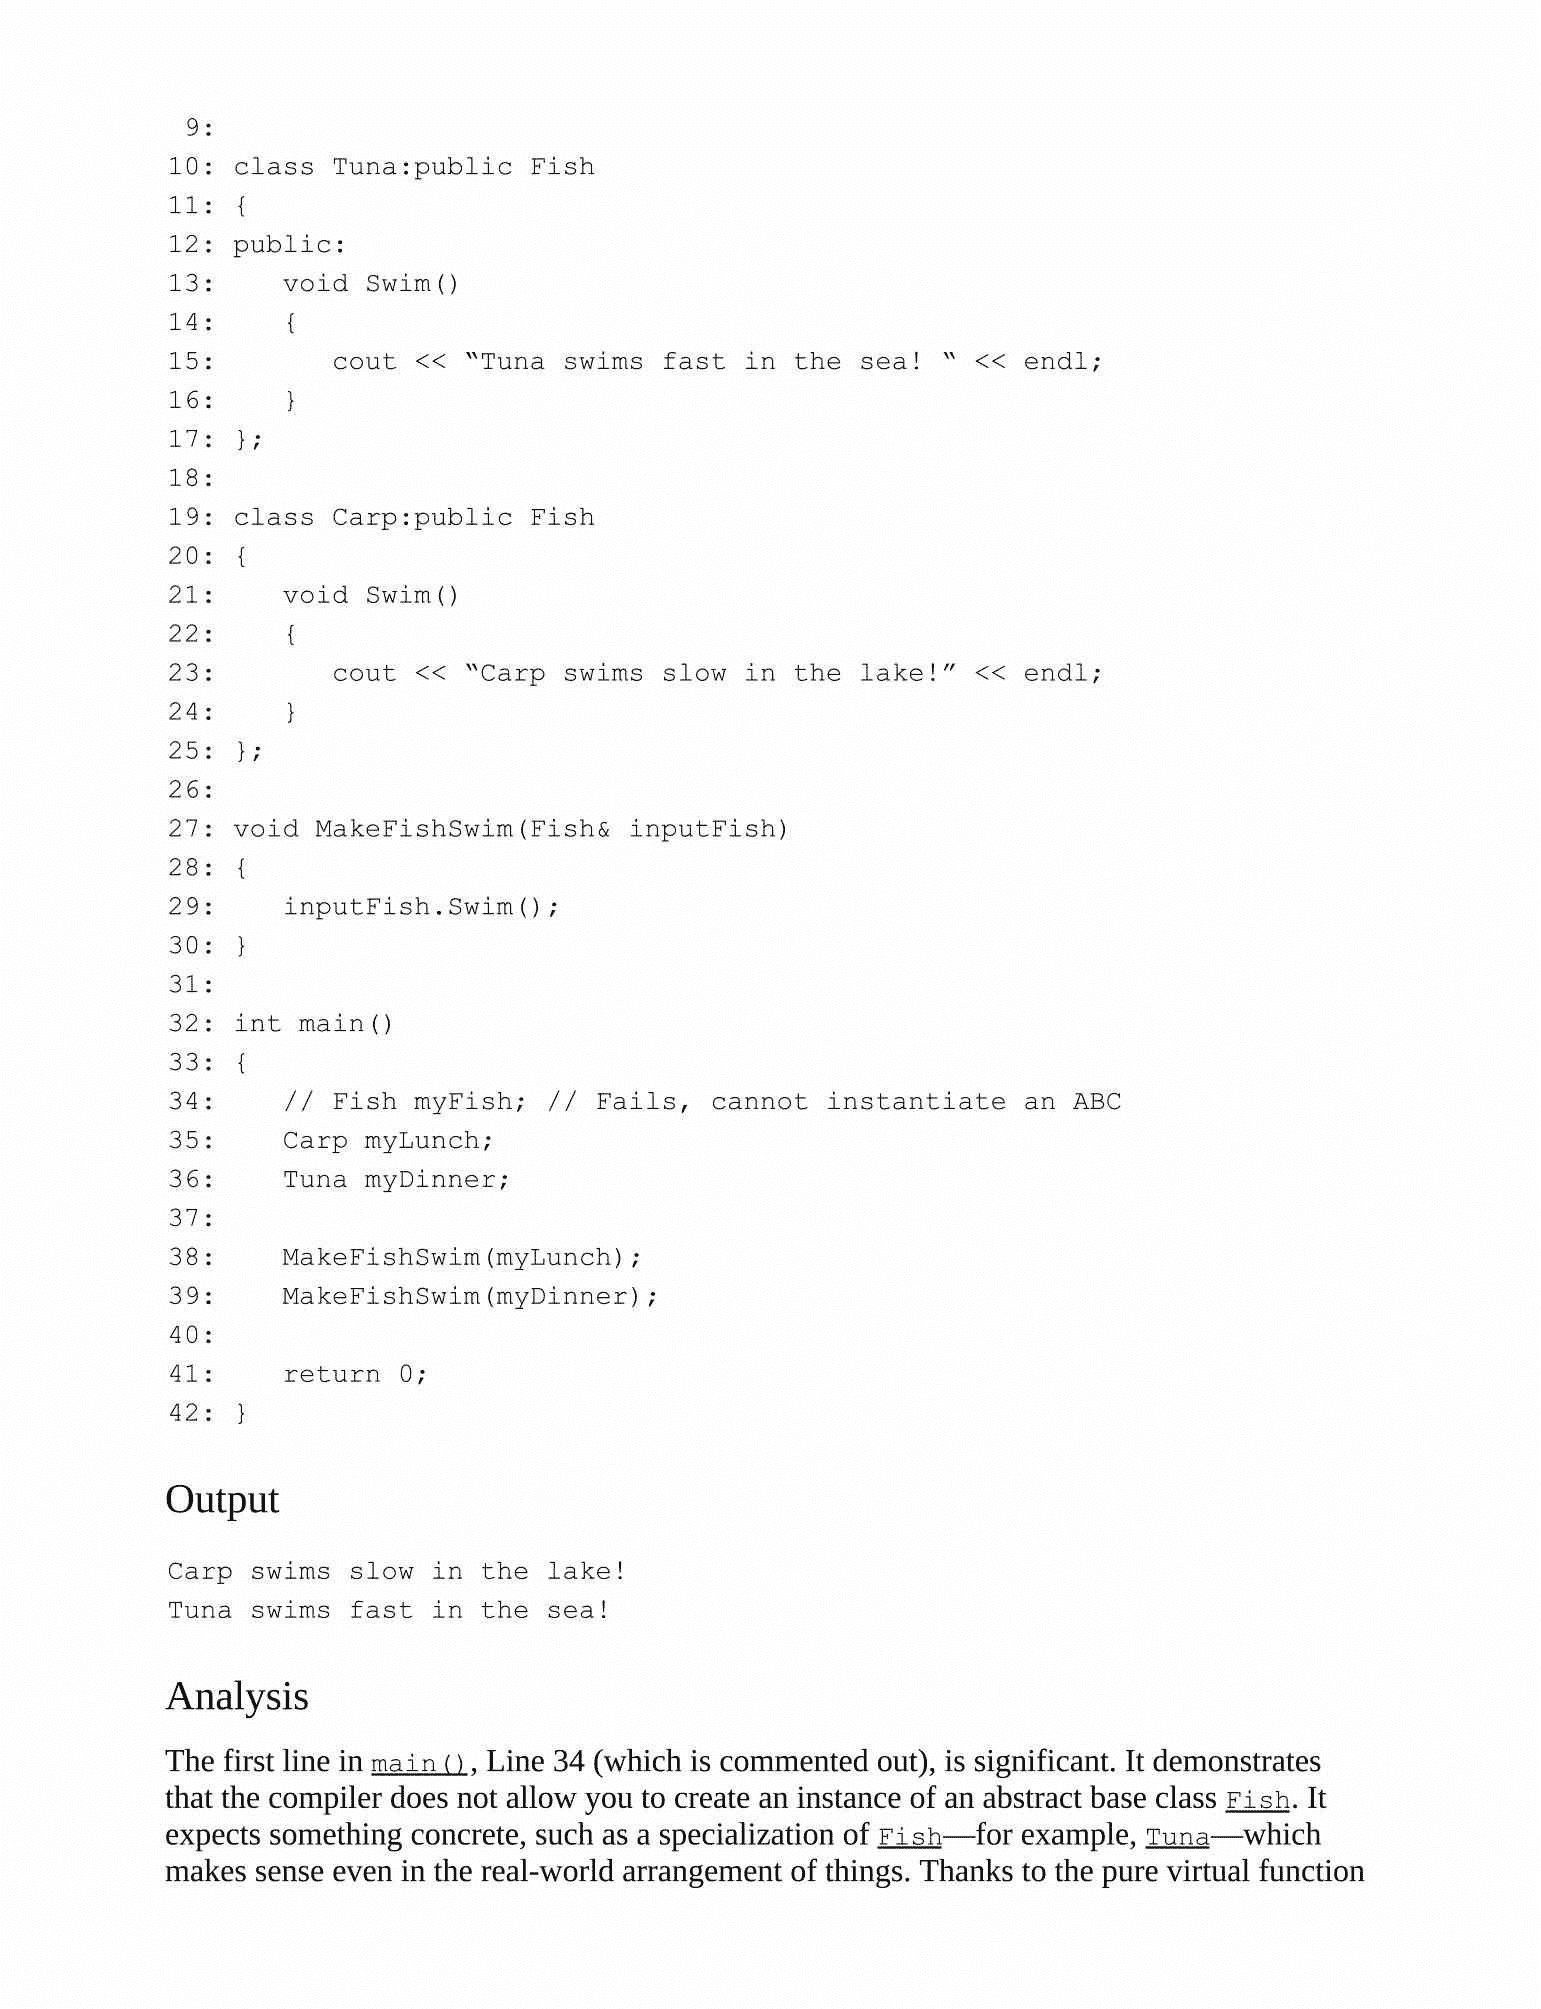 9:
10: class Tuna:public Fish
11: {
12: public:
13:    void Swim()
14:    {
15:       cout << “Tuna swims fast in the sea! “ << endl;
16:    }
17: };
18:
19: class Carp:public Fish
20: {
21:    void Swim()
22:    {
23:       cout << “Carp swims slow in the lake!” << endl;
24:    }
25: };
26:
27: void MakeFishSwim(Fish& inputFish)
28: {
29:    inputFish.Swim();
30: }
31:
32: int main()
33: {
34:    // Fish myFish; // Fails, cannot instantiate an ABC
35:    Carp myLunch;
36:    Tuna myDinner;
37:
38:    MakeFishSwim(myLunch);
39:    MakeFishSwim(myDinner);
40:
41:    return 0;
42: }
Output
Carp swims slow in the lake!
Tuna swims fast in the sea!
Analysis
The first line in main(), Line 34 (which is commented out), is significant. It demonstrates
that the compiler does not allow you to create an instance of an abstract base class Fish. It
expects something concrete, such as a specialization of Fish—for example, Tuna—which
makes sense even in the real-world arrangement of things. Thanks to the pure virtual function